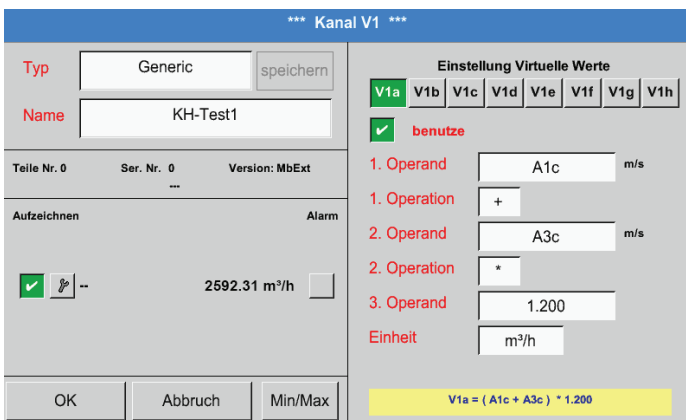 *** Kanal V1 ***
Typ Generic speichern
Name KH-Test1
Teile Nr. 0 Ser. Nr. 0 Version: MbExt
---
Aufzeichnen Alarm
-- 2592.31 m³/h
OK Abbruch Min/Max
Einstellung Virtuelle Werte
V1a V1b V1c V1d V1e V1f V1g V1h
benutze
1. Operand A1c m/s
1. Operation +
2. Operand A3c m/s
2. Operation *
3. Operand 1.200
Einheit m³/h
V1a = ( A1c + A3c ) * 1.200